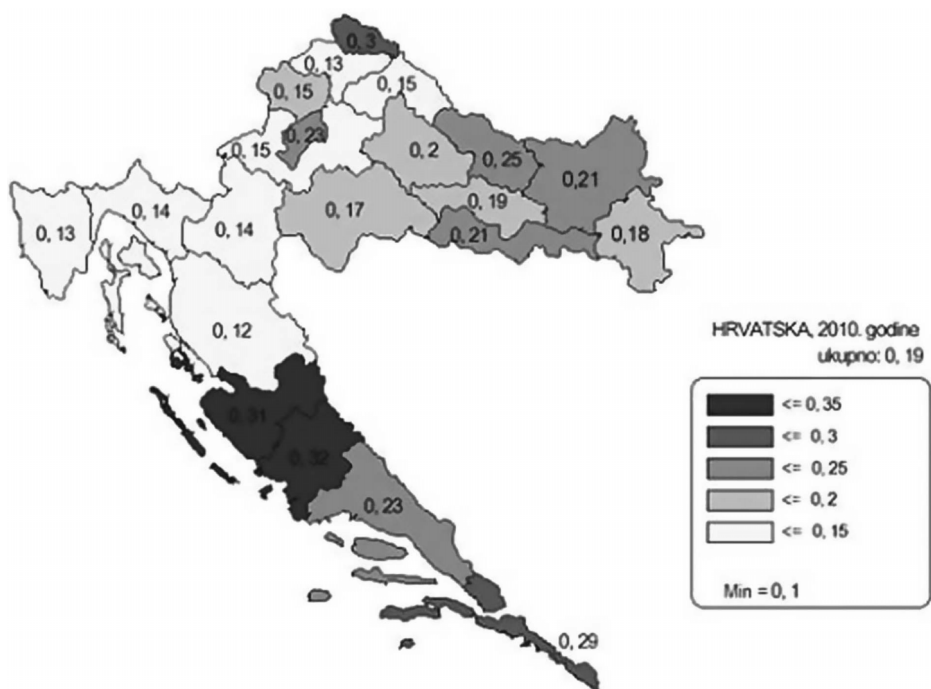 0, 3
0, 13
0, 15
0, 15
0, 23
0, 15
0, 2
0, 25
0,21
0, 19
0, 17
0, 14
0, 13
0, 14
0, 21
0,18
0, 12
HRVATSKA, 2010. godine
ukupno: 0, 19
<= 0, 35
<= 0, 3
<= 0, 25
<= 0, 2
<= 0, 15
Min = 0, 1
0, 31
0, 32
0, 23
0, 29